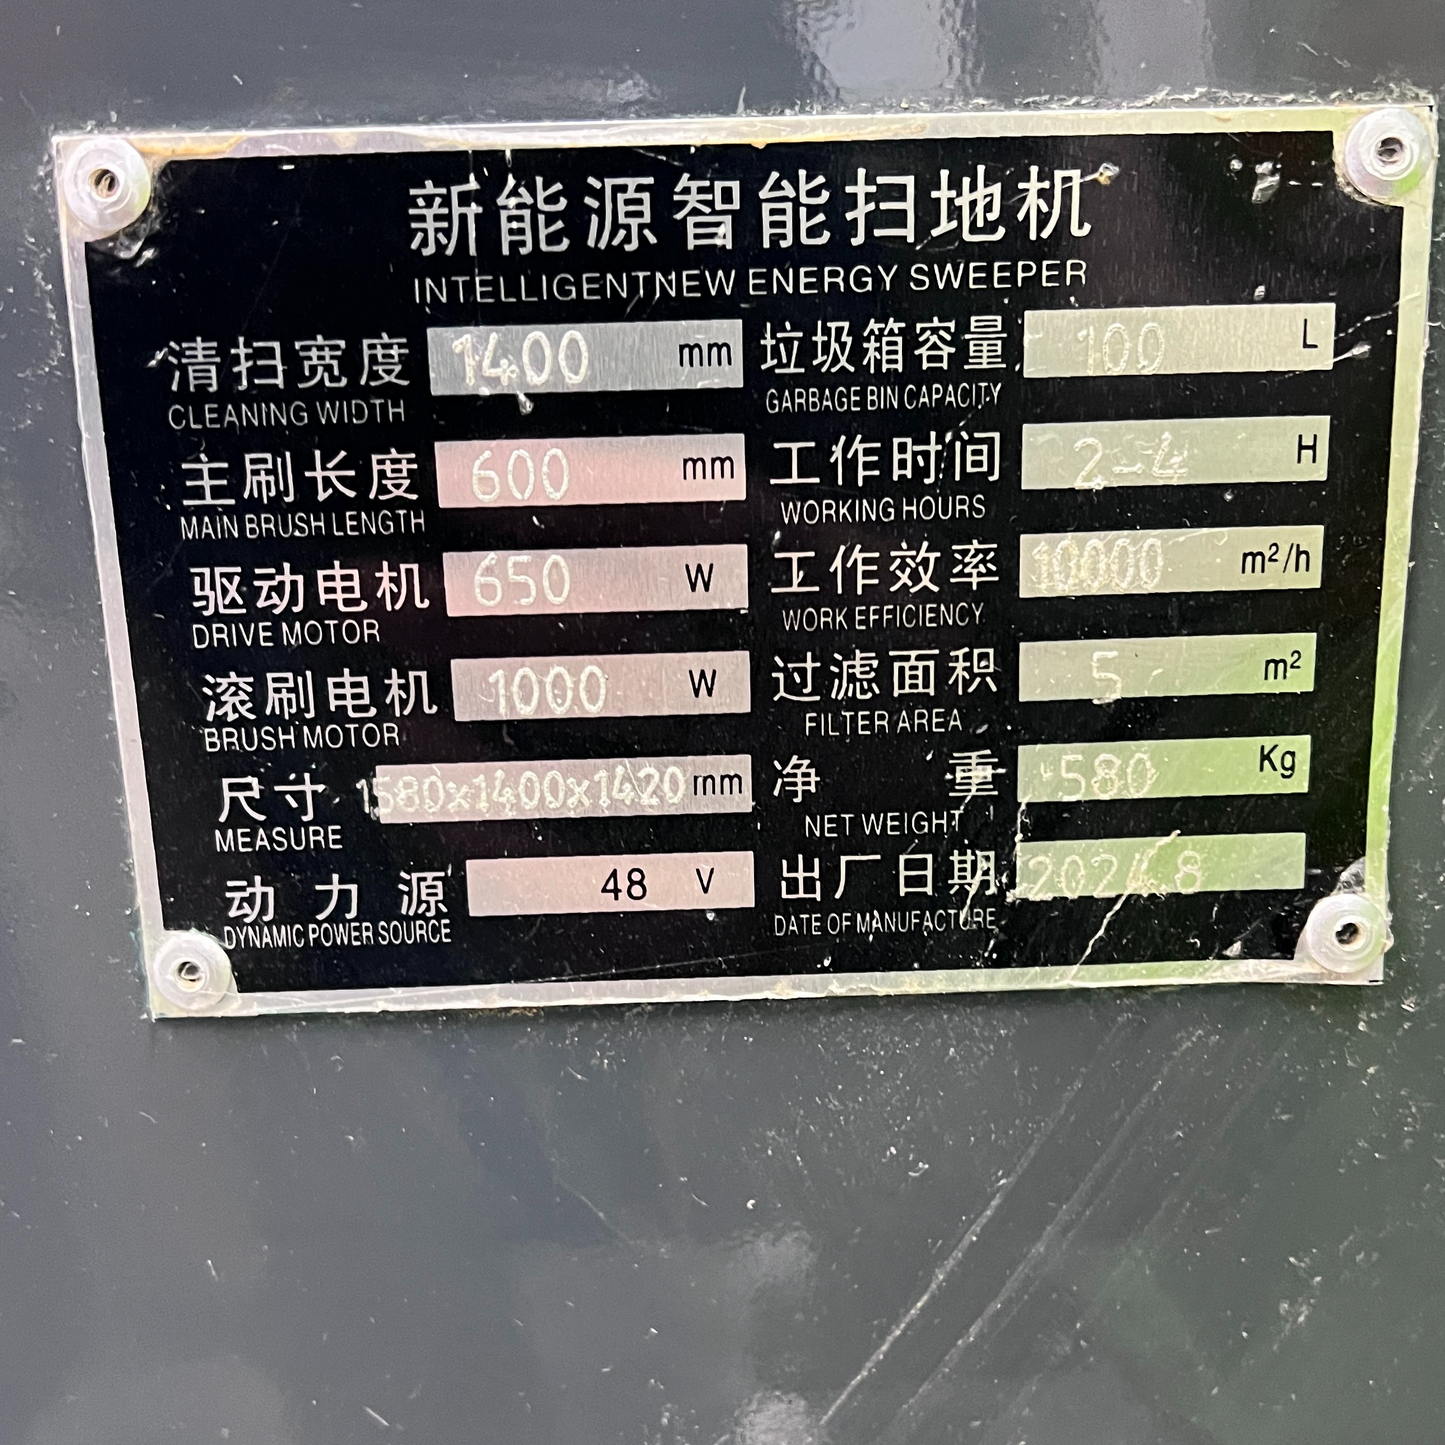 新能源智能扫地机
INTELLIGENTNEW ENERGY SWEEPER
清扫宽度 1400 mm
CLEANING WIDTH
垃圾箱容量 100 L
GARBAGE BIN CAPACITY
主刷长度 600 mm
MAIN BRUSH LENGTH
工作时间 2-4 H
WORKING HOURS
驱动电机 650 W
DRIVE MOTOR
工作效率 10000 m²/h
WORK EFFICIENCY
滚刷电机 1000 W
BRUSH MOTOR
过滤面积 5 m²
FILTER AREA
尺寸 1580x1400x1420 mm
MEASURE
净重 580 Kg
NET WEIGHT
动力源 48 V
DYNAMIC POWER SOURCE
出厂日期 2024.8
DATE OF MANUFACTURE